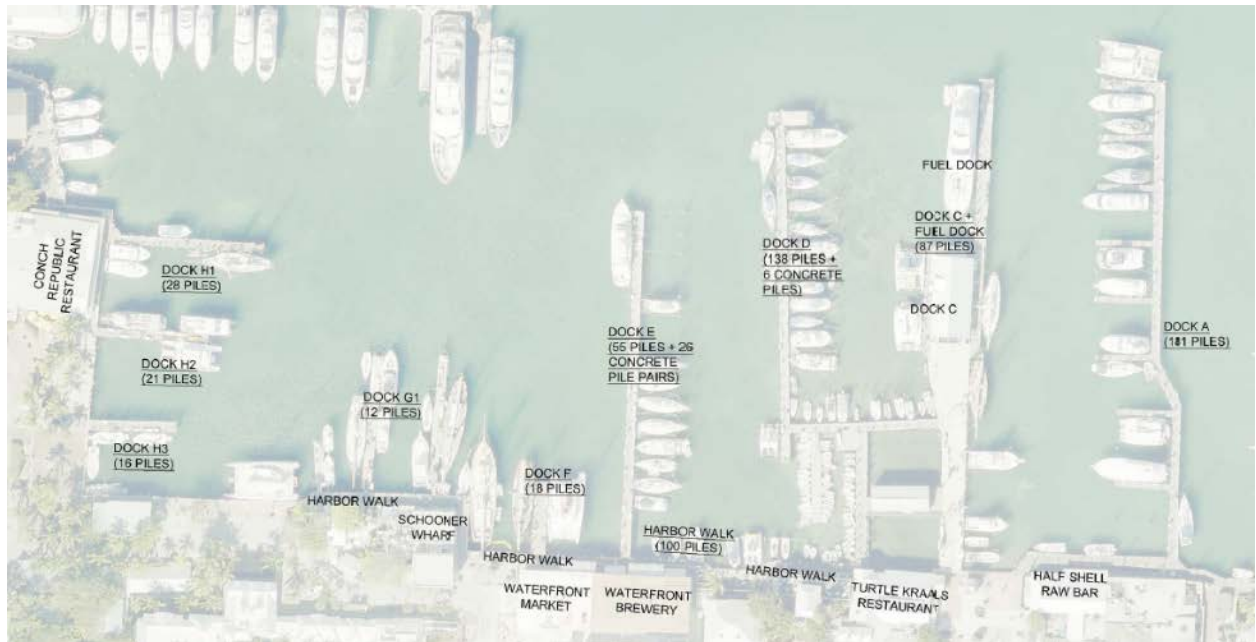 CONCH
REPUBLIC
RESTAURANT
DOCK H1
(28 PILES)
DOCK H2
(21 PILES)
DOCK H3
(16 PILES)
DOCK G1
(12 PILES)
HARBOR WALK
SCHOONER
WHARF
DOCK F
(18 PILES)
HARBOR WALK
WATERFRONT
MARKET
WATERFRONT
BREWERY
DOCK E
(55 PILES + 26
CONCRETE
PILE PAIRS)
HARBOR WALK
(100 PILES)
HARBOR WALK
DOCK D
(138 PILES +
6 CONCRETE
PILES)
FUEL DOCK
DOCK C +
FUEL DOCK
(87 PILES)
DOCK C
TURTLE KRAALS
RESTAURANT
HALF SHELL
RAW BAR
DOCK A
(181 PILES)